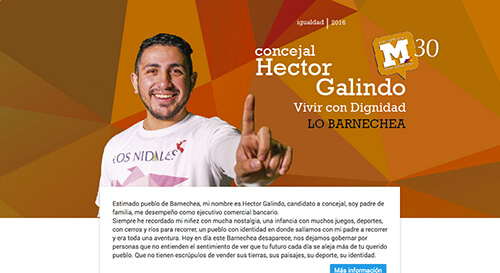 igualdad | 2016
concejal
Hector
Galindo
M 30
Vivir con Dignidad
LO BARNECHEA
LOS NIDALES
Estimado pueblo de Barnechea, mi nombre es Hector Galindo, candidato a concejal, soy padre de
familia, me desempeño como ejecutivo comercial bancario.
Siempre he recordado mi niñez con mucha nostalgia, una infancia con muchos juegos, deportes,
con cerros y ríos para recorrer, un pueblo con identidad en donde salíamos con mi padre a recorrer
y era toda una aventura. Hoy en día este Barnechea desaparece, nos dejamos gobernar por
personas que no entienden el sentimiento de ver que tu futuro cada día se aleja más de tu querido
pueblo. Que no tienen escrúpulos de vender sus tierras, sus paisajes, su deporte, su identidad.
Más información